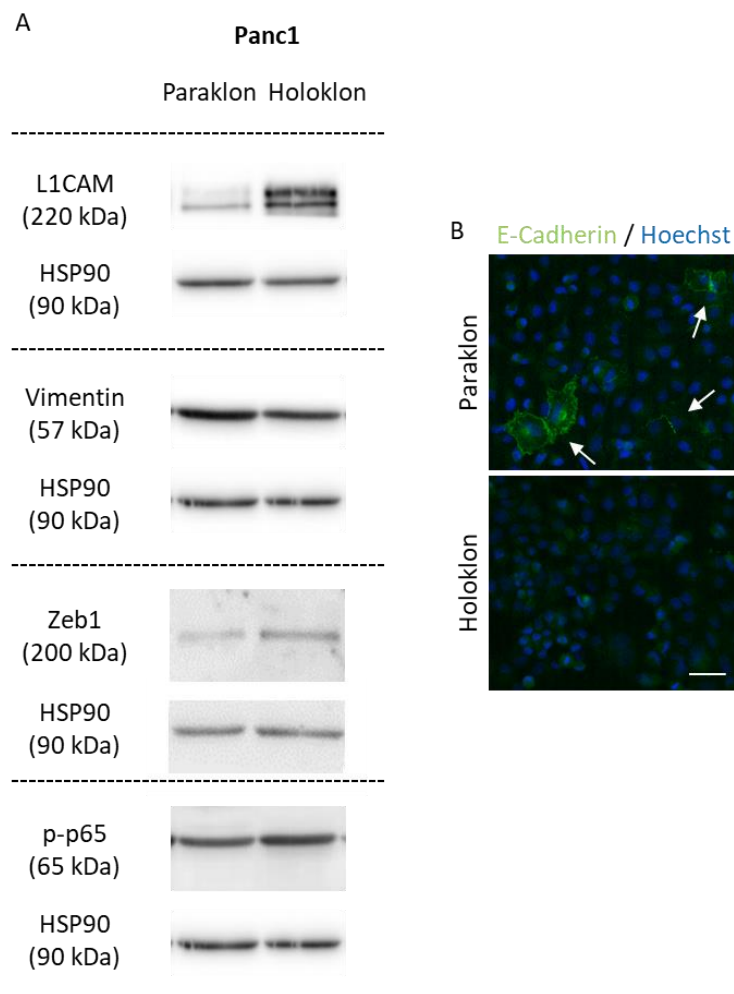 A
Panc1
Paraklon Holoklon
L1CAM
(220 kDa)
HSP90
(90 kDa)
Vimentin
(57 kDa)
HSP90
(90 kDa)
Zeb1
(200 kDa)
HSP90
(90 kDa)
p-p65
(65 kDa)
HSP90
(90 kDa)
B
E-Cadherin / Hoechst
Paraklon
Holoklon